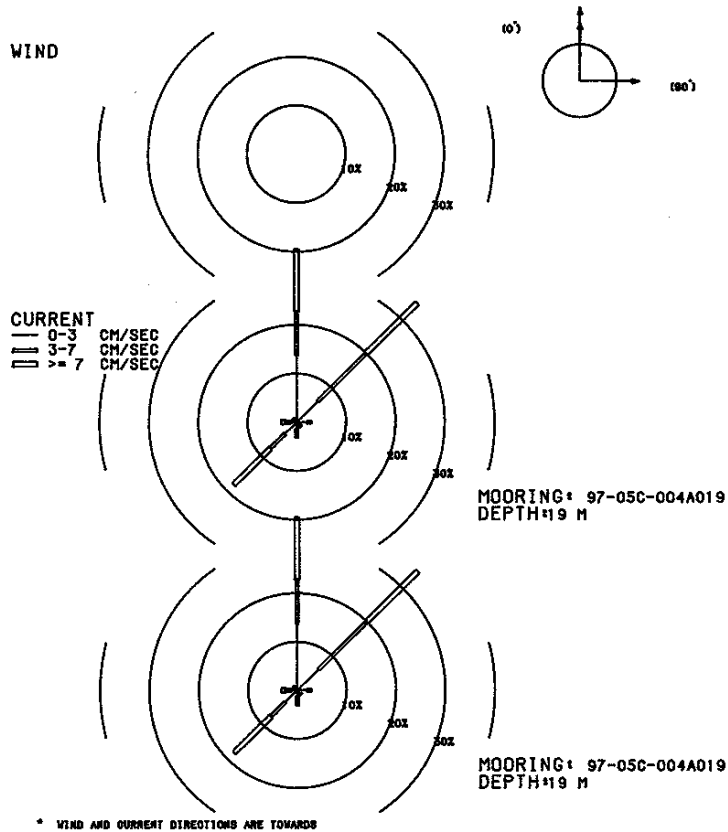 WIND
(0°)
(90°)
10%
20%
30%
CURRENT
0-3 CM/SEC
3-7 CM/SEC
>= 7 CM/SEC
10%
20%
30%
MOORING: 97-05C-004A019
DEPTH:19 M
10%
20%
30%
MOORING: 97-05C-004A019
DEPTH:19 M
* WIND AND CURRENT DIRECTIONS ARE TOWARDS